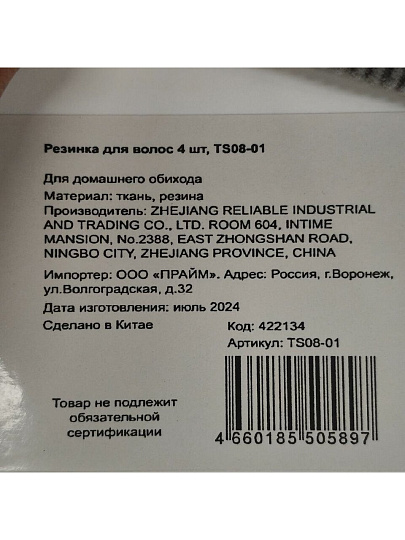 Резинка для волос 4 шт, TS08-01
Для домашнего обихода
Материал: ткань, резина
Производитель: ZHEJIANG RELIABLE INDUSTRIAL
AND TRADING CO., LTD. ROOM 604, INTIME
MANSION, No.2388, EAST ZHONGSHAN ROAD,
NINGBO CITY, ZHEJIANG PROVINCE, CHINA
Импортер: ООО «ПРАЙМ». Адрес: Россия, г.Воронеж,
ул.Волгоградская, д.32
Дата изготовления: июль 2024
Сделано в Китае
Код: 422134
Артикул: TS08-01
Товар не подлежит
обязательной
сертификации
4 660185 505897